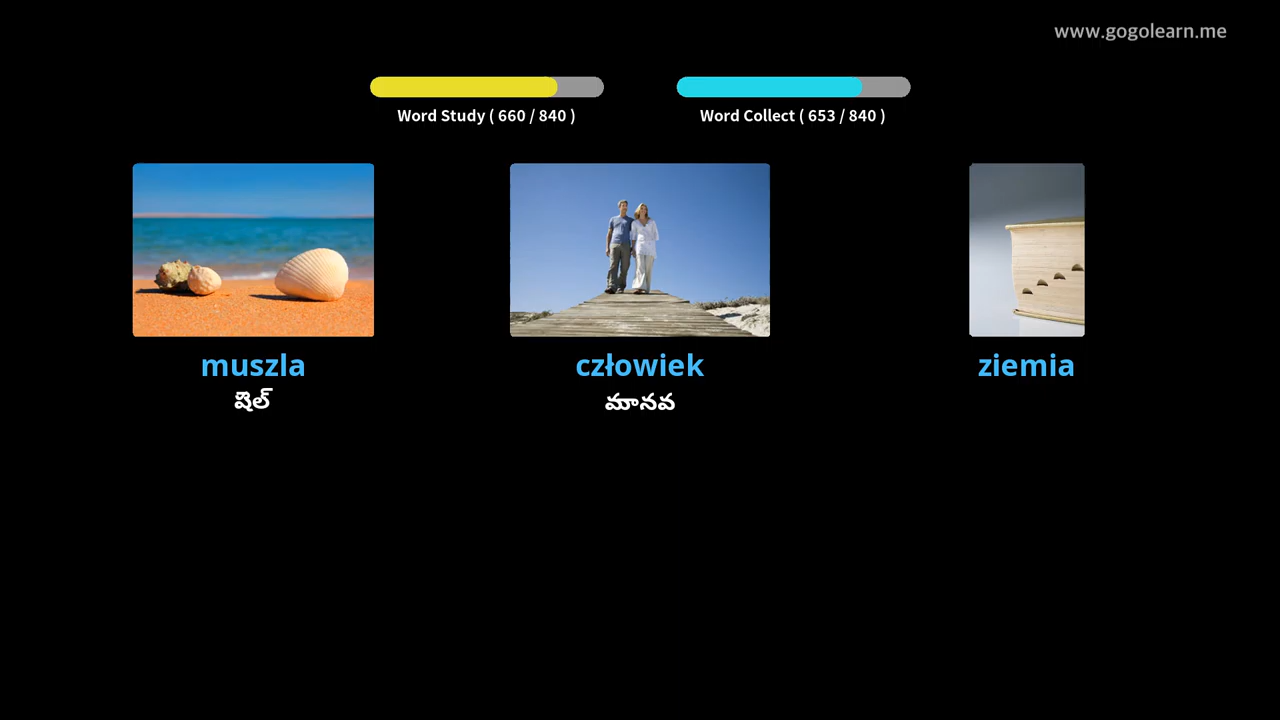 www.gogolearn.me
Word Study ( 660 / 840 )
Word Collect ( 653 / 840 )
muszla
człowiek
ziemia
షెల్
మానవ